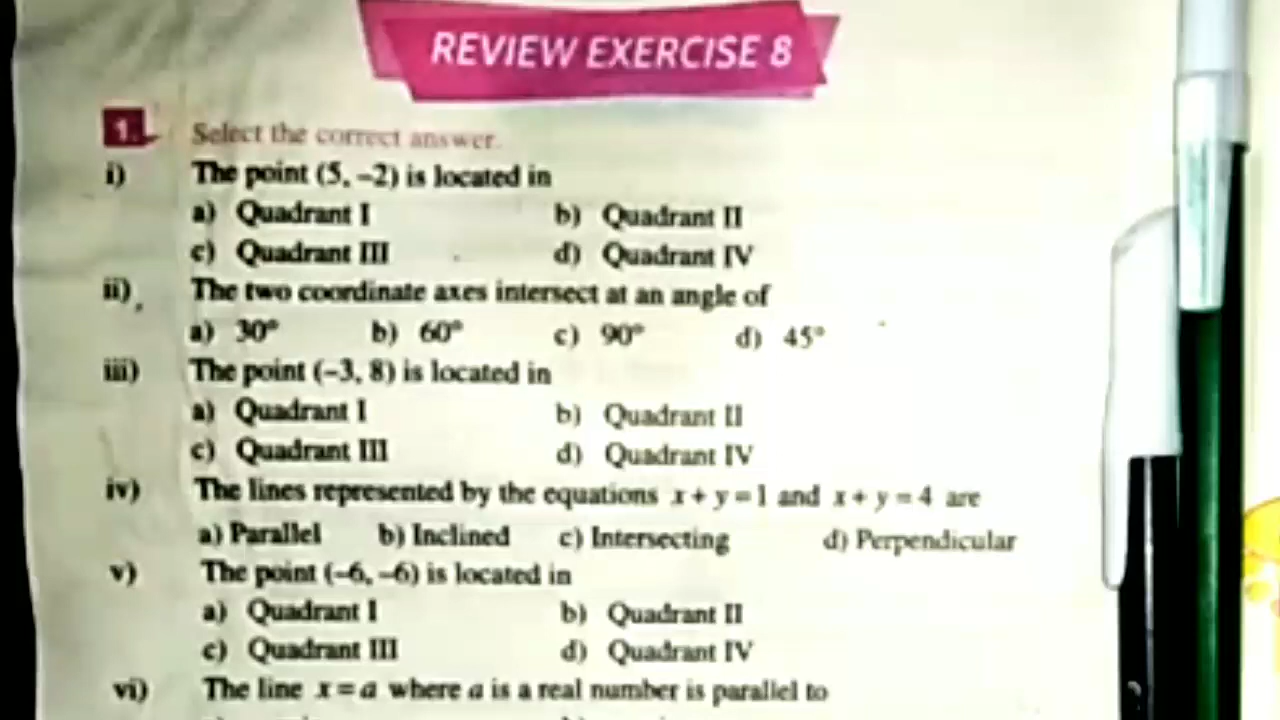 REVIEW EXERCISE 8
1. Select the correct answer.
i) The point (5, –2) is located in
a) Quadrant I b) Quadrant II
c) Quadrant III d) Quadrant IV
ii) The two coordinate axes intersect at an angle of
a) 30° b) 60° c) 90° d) 45°
iii) The point (–3, 8) is located in
a) Quadrant I b) Quadrant II
c) Quadrant III d) Quadrant IV
iv) The lines represented by the equations x + y = 1 and x + y = 4 are
a) Parallel b) Inclined c) Intersecting d) Perpendicular
v) The point (–6, –6) is located in
a) Quadrant I b) Quadrant II
c) Quadrant III d) Quadrant IV
vi) The line x = a where a is a real number is parallel to